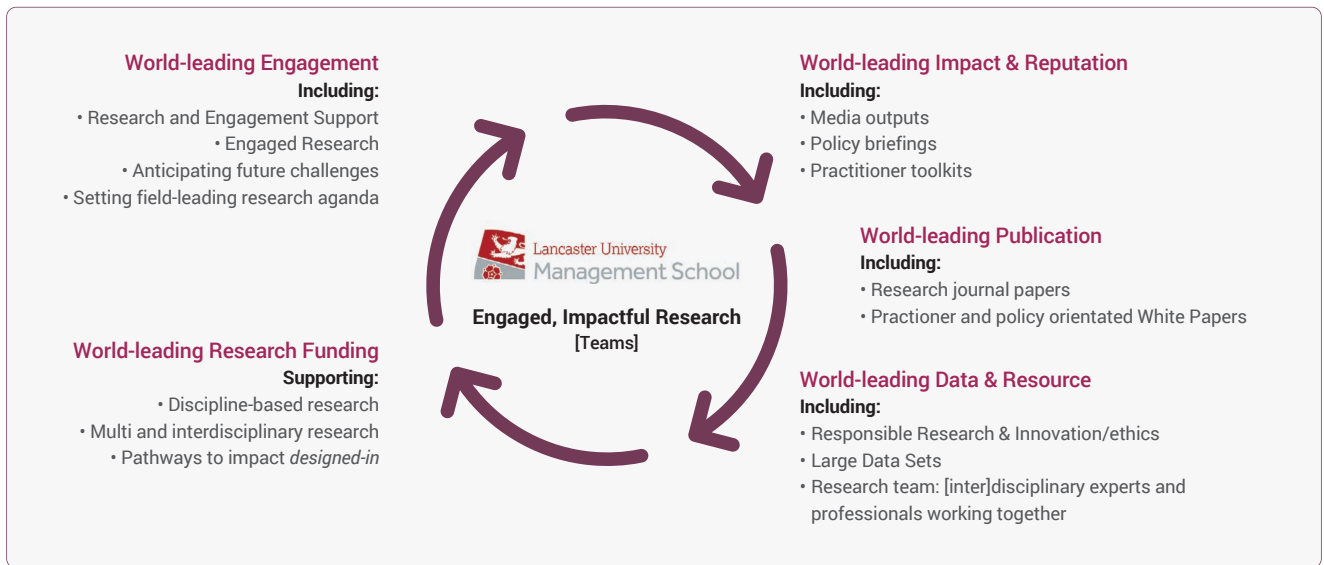 World-leading Engagement
Including:
• Research and Engagement Support
• Engaged Research
• Anticipating future challenges
• Setting field-leading research aganda
World-leading Impact & Reputation
Including:
• Media outputs
• Policy briefings
• Practitioner toolkits
Lancaster University
Management School
Engaged, Impactful Research
[Teams]
World-leading Publication
Including:
• Research journal papers
• Practioner and policy orientated White Papers
World-leading Research Funding
Supporting:
• Discipline-based research
• Multi and interdisciplinary research
• Pathways to impact designed-in
World-leading Data & Resource
Including:
• Responsible Research & Innovation/ethics
• Large Data Sets
• Research team: [inter]disciplinary experts and
professionals working together